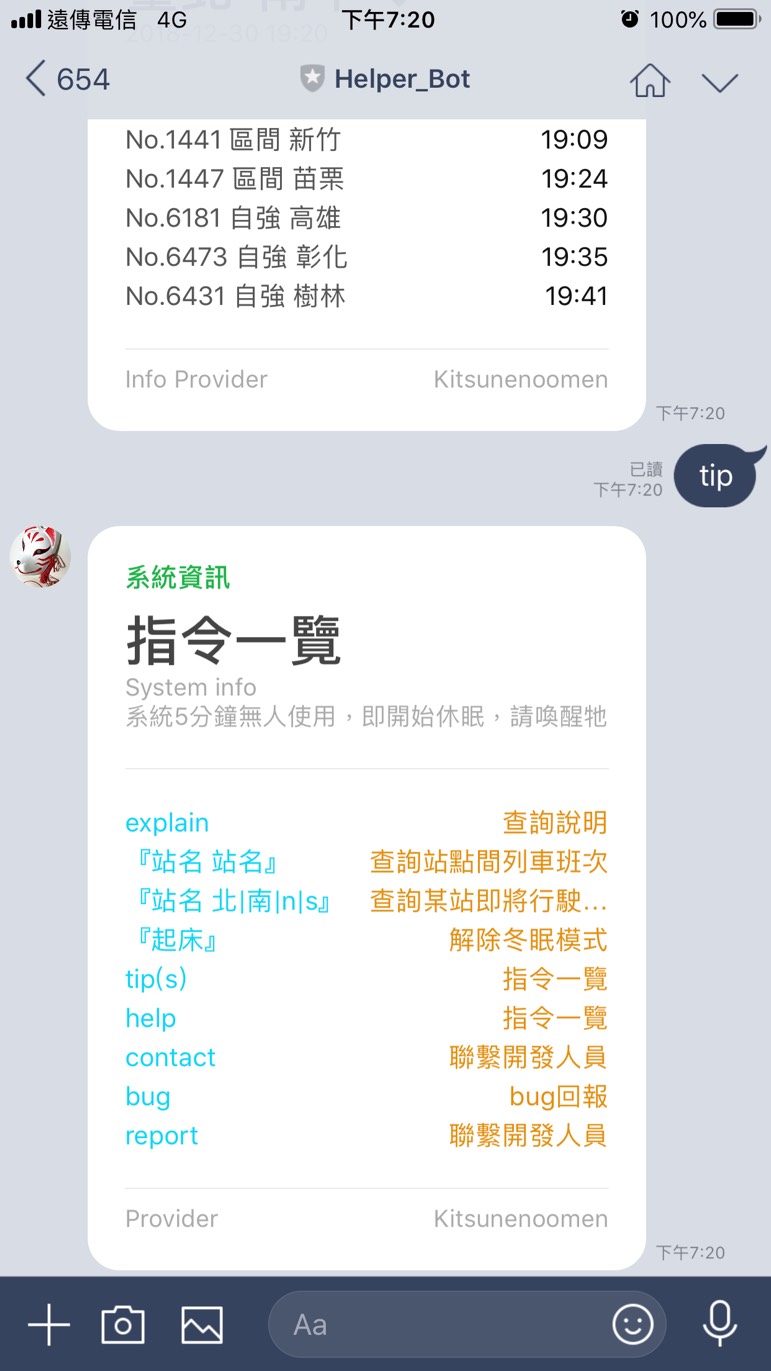 遠傳電信 4G 下午7:20 100%
2018-12-30 19:20
654 Helper_Bot
No.1441 區間 新竹 19:09
No.1447 區間 苗栗 19:24
No.6181 自強 高雄 19:30
No.6473 自強 彰化 19:35
No.6431 自強 樹林 19:41
Info Provider Kitsunenoomen
下午7:20
已讀
下午7:20
tip
系統資訊
指令一覽
System info
系統5分鐘無人使用，即開始休眠，請喚醒牠
explain 查詢說明
『站名 站名』 查詢站點間列車班次
『站名 北|南|n|s』 查詢某站即將行駛...
『起床』 解除冬眠模式
tip(s) 指令一覽
help 指令一覽
contact 聯繫開發人員
bug bug回報
report 聯繫開發人員
Provider Kitsunenoomen
下午7:20
Aa